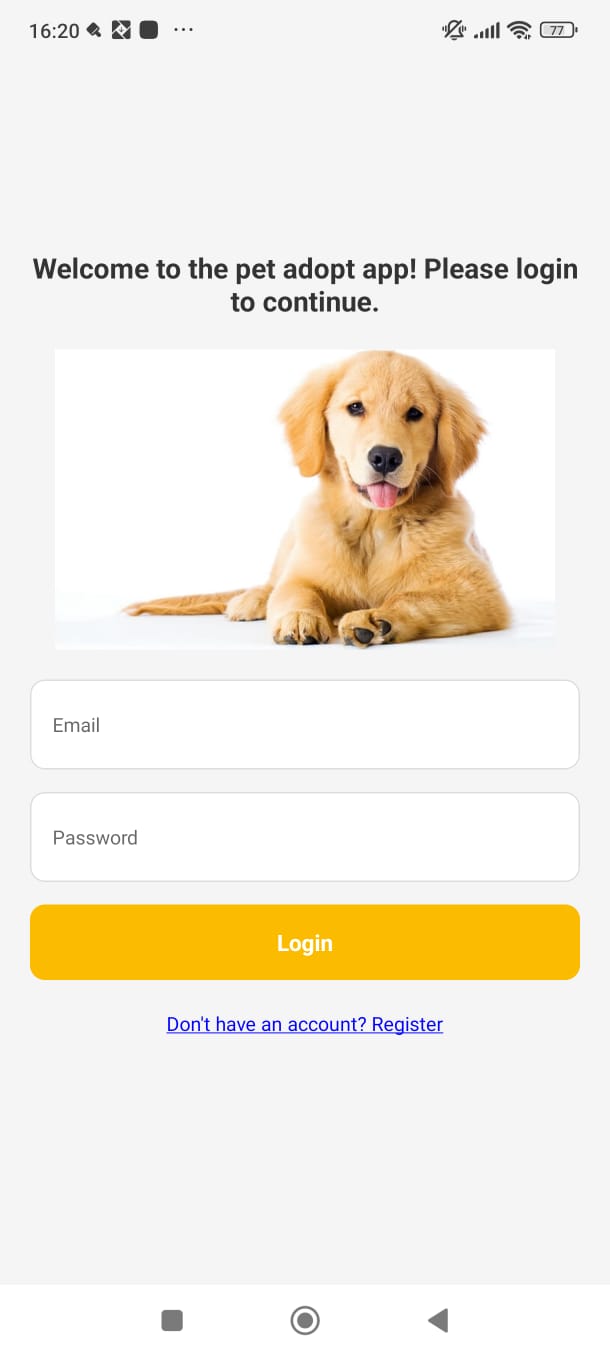 16:20
77
Welcome to the pet adopt app! Please login
to continue.
Email
Password
Login
Don't have an account? Register